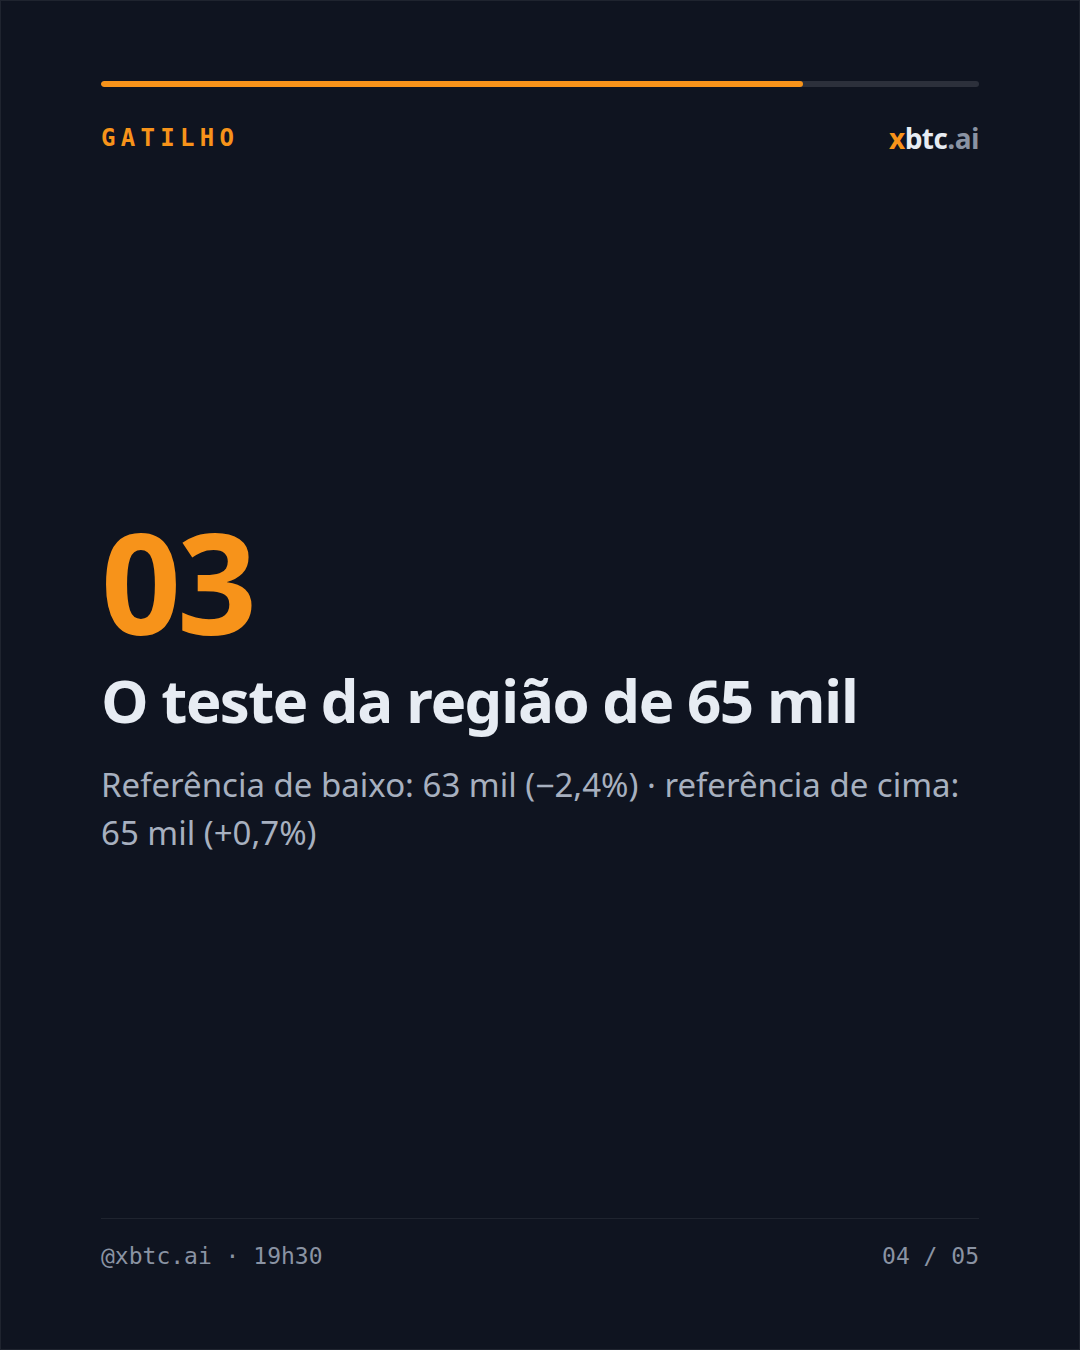 GATILHO
xbtc.ai
03
O teste da região de 65 mil
Referência de baixo: 63 mil (−2,4%) · referência de cima:
65 mil (+0,7%)
@xbtc.ai · 19h30
04 / 05